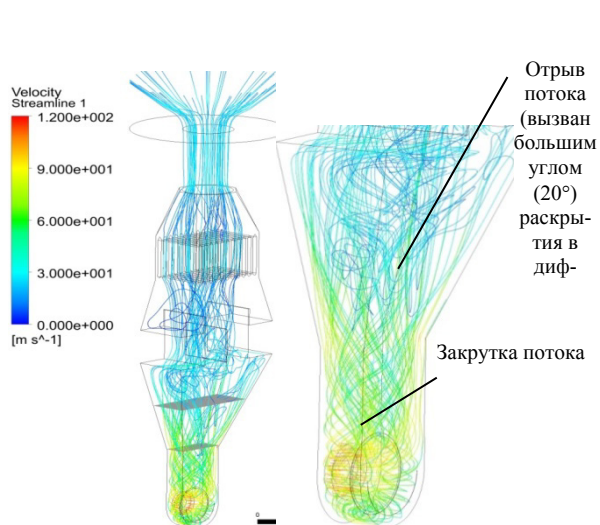 Velocity
Streamline 1
1.200e+002
9.000e+001
6.000e+001
3.000e+001
0.000e+000
[m s^-1]
0
Отрыв
потока
(вызван
большим
углом
(20°)
раскры-
тия в
диф-
Закрутка потока